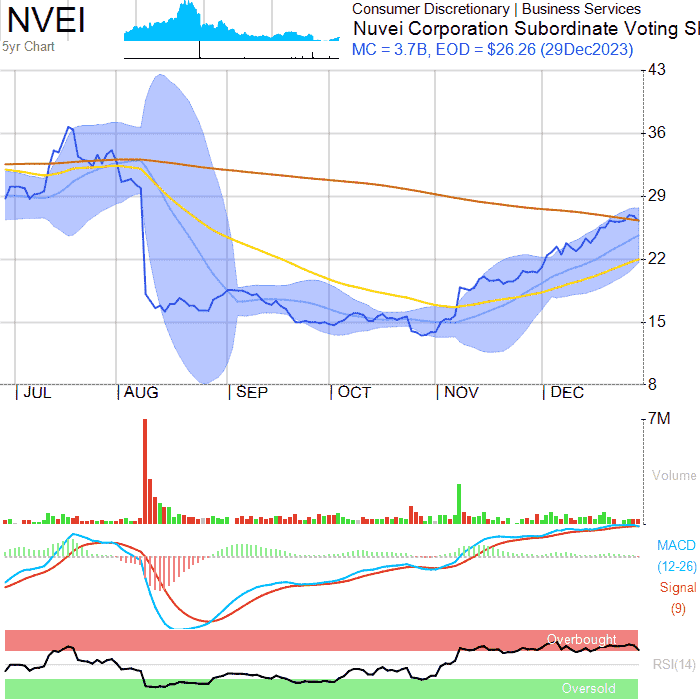 NVEI
5yr Chart
Consumer Discretionary | Business Services
Nuvei Corporation Subordinate Voting S
MC = 3.7B, EOD = $26.26 (29Dec2023)
43
36
29
22
15
8
JUL
AUG
SEP
OCT
NOV
DEC
7M
Volume
MACD
(12-26)
Signal
(9)
Overbought
RSI(14)
Oversold